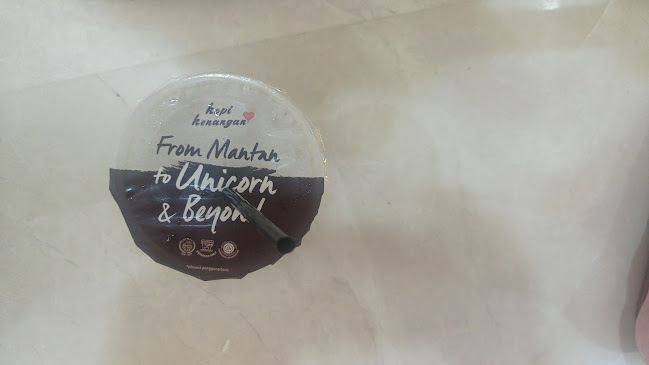 kopi
kenangan
From Mantan
to Unicorn
& Beyond